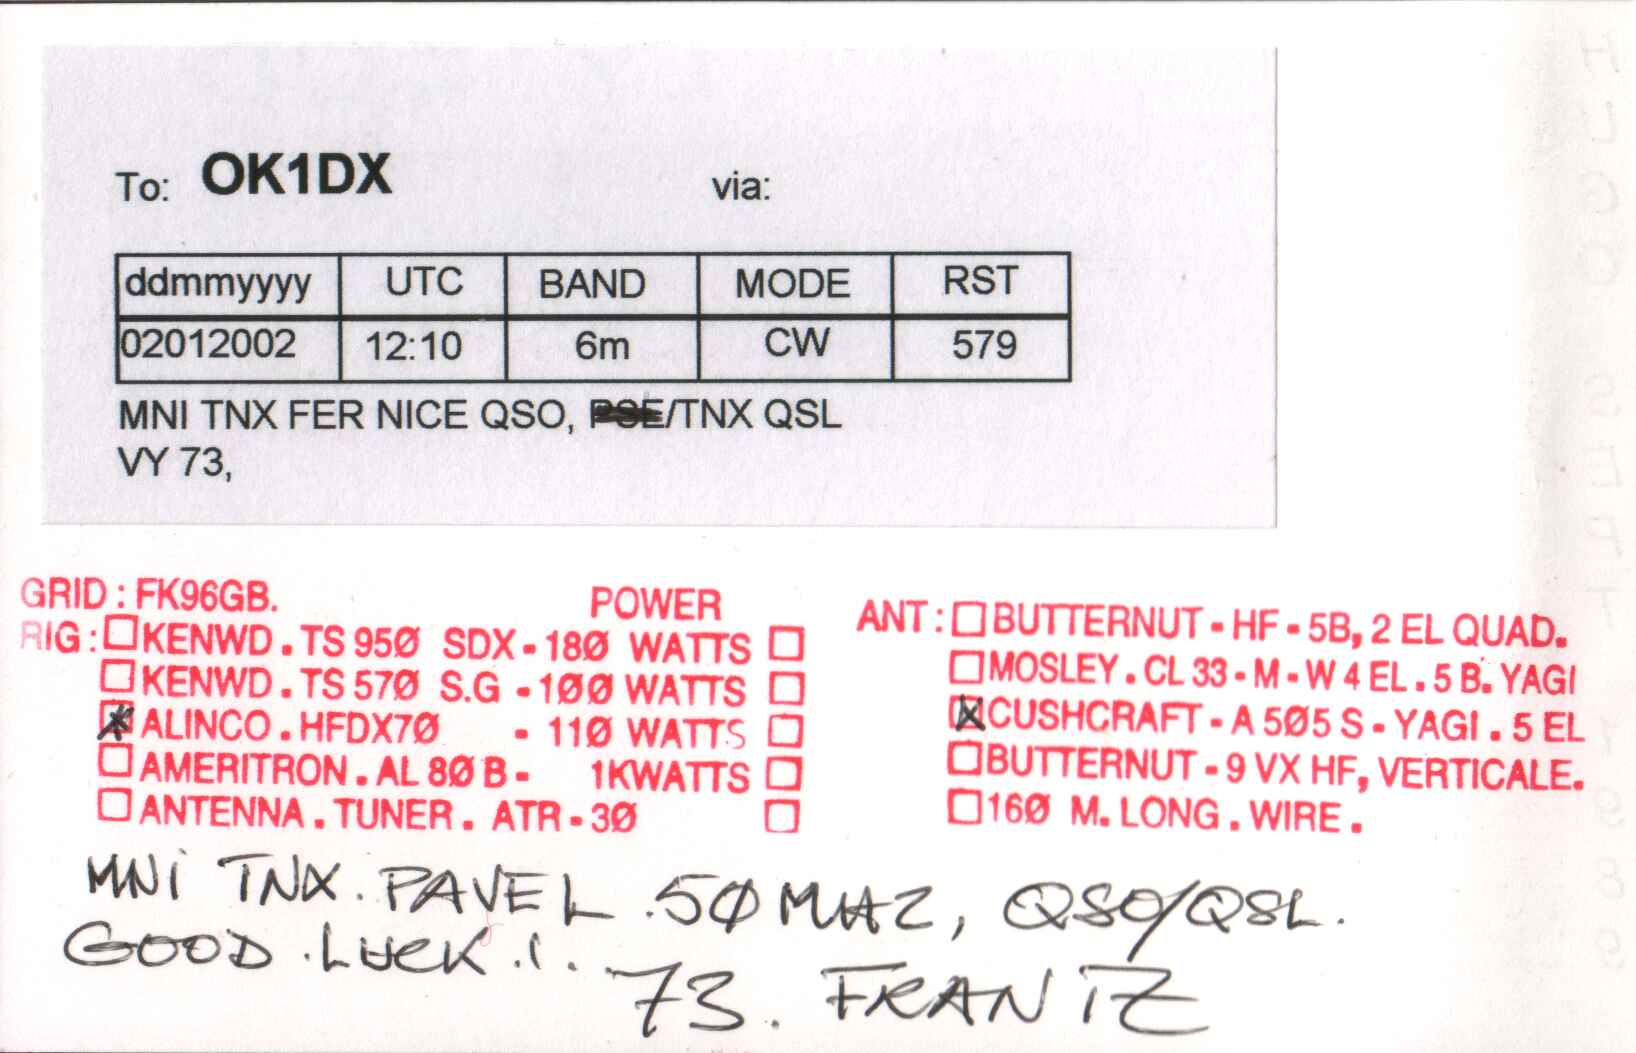 To: OK1DX via:
ddmmyyyy UTC BAND MODE RST
02012002 12:10 6m CW 579
MNI TNX FER NICE QSO, PSE/TNX QSL
VY 73,
GRID : FK96GB. POWER
RIG : KENWD . TS 95Ø SDX - 18Ø WATTS
KENWD . TS 57Ø S.G - 1ØØ WATTS
ALINCO . HFDX7Ø - 11Ø WATTS
AMERITRON . AL 8Ø B - 1KWATTS
ANTENNA . TUNER . ATR - 3Ø
ANT : BUTTERNUT - HF - 5B, 2 EL QUAD.
MOSLEY . CL 33 - M - W 4 EL . 5 B. YAGI
CUSHCRAFT - A 5Ø5 S - YAGI . 5 EL
BUTTERNUT - 9 VX HF, VERTICALE.
16Ø M. LONG . WIRE .
MNI TNX. PAVEL .5Ø MHZ, QSO/QSL.
GOOD . LUCK . ! .
73. FRANTZ